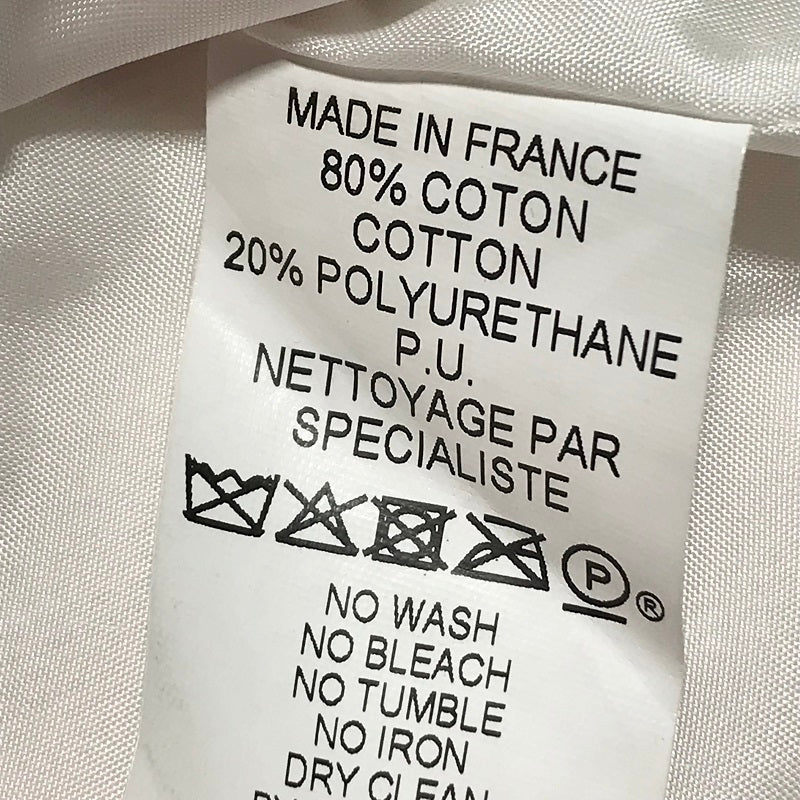 MADE IN FRANCE
80% COTON
COTTON
20% POLYURETHANE
P.U.
NETTOYAGE PAR
SPECIALISTE
P ®
NO WASH
NO BLEACH
NO TUMBLE
NO IRON
DRY CLEAN